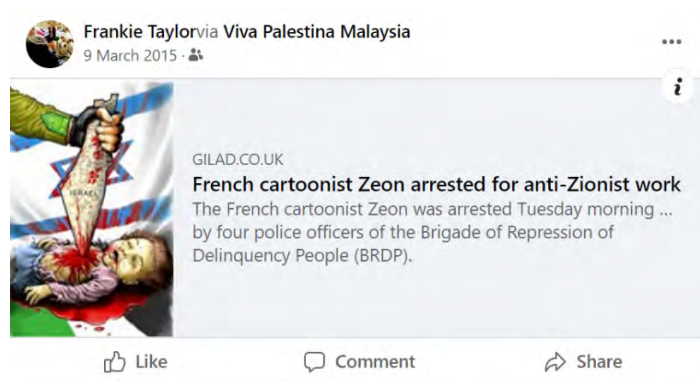 Frankie Taylorvia Viva Palestina Malaysia
9 March 2015 ·
ISRAEL
GILAD.CO.UK
French cartoonist Zeon arrested for anti-Zionist work
The French cartoonist Zeon was arrested Tuesday morning ...
by four police officers of the Brigade of Repression of
Delinquency People (BRDP).
Like
Comment
Share